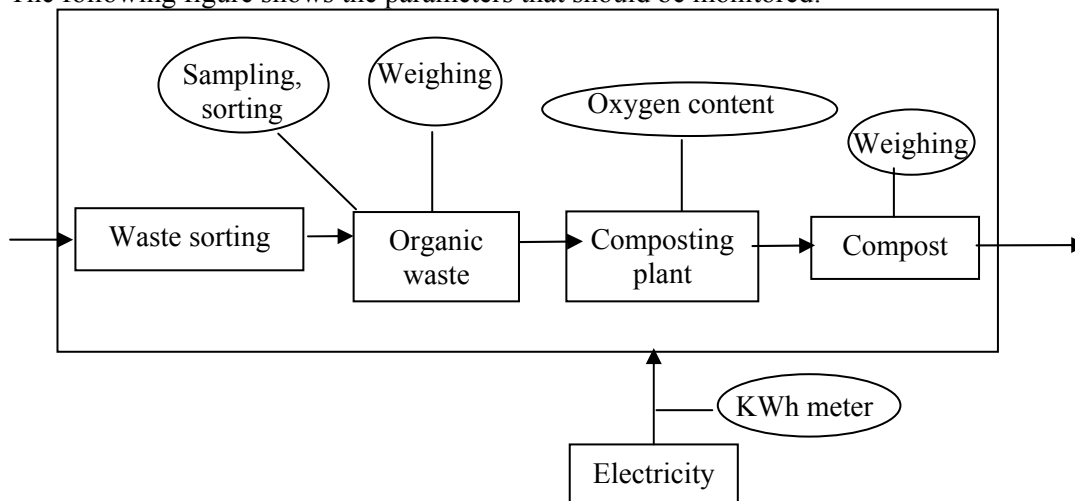 The following figure shows the parameters that should be monitored:
Sampling,
sorting
Weighing
Oxygen content
Weighing
Waste sorting
Organic
waste
Composting
plant
Compost
KWh meter
Electricity